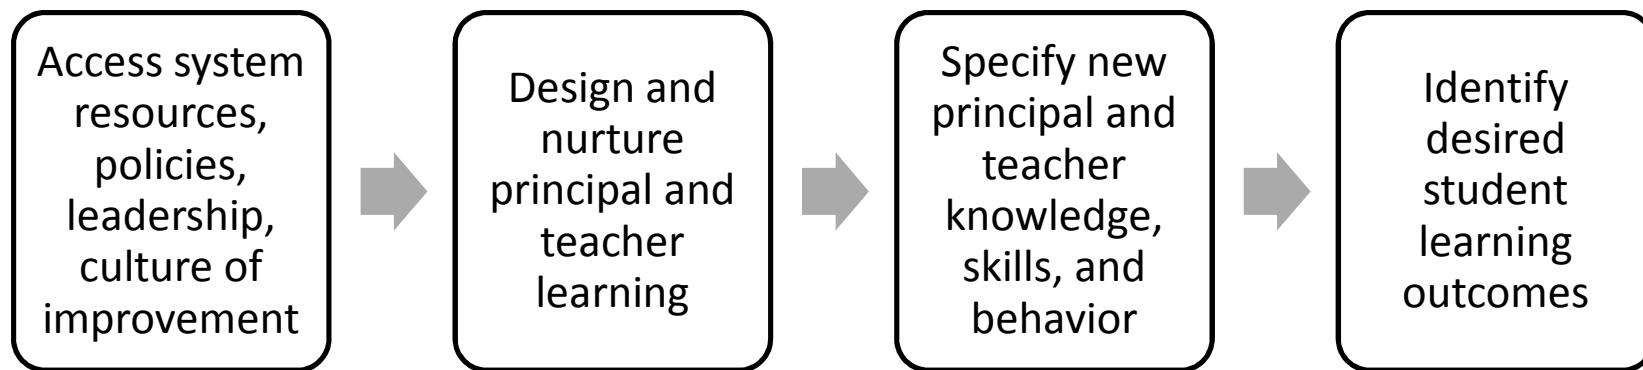 Access system
resources,
policies,
leadership,
culture of
improvement
Design and
nurture
principal and
teacher
learning
Specify new
principal and
teacher
knowledge,
skills, and
behavior
Identify
desired
student
learning
outcomes